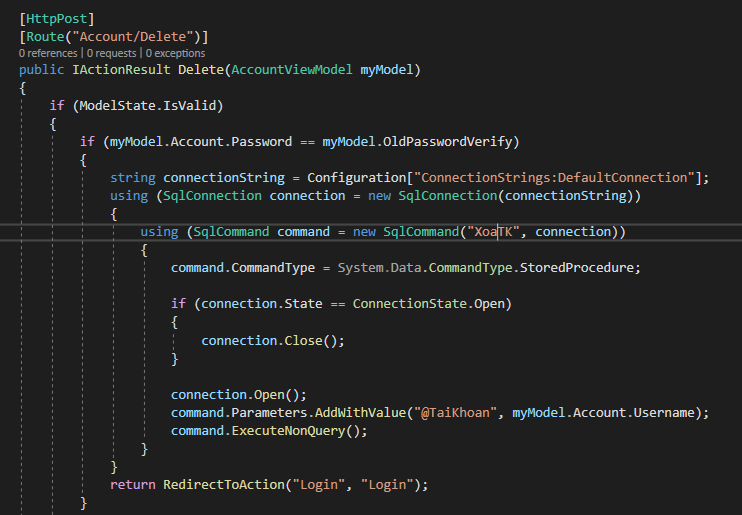 [HttpPost]
[Route("Account/Delete")]
0 references | 0 requests | 0 exceptions
public IActionResult Delete(AccountViewModel myModel)
{
if (ModelState.IsValid)
{
if (myModel.Account.Password == myModel.OldPasswordVerify)
{
string connectionString = Configuration["ConnectionStrings:DefaultConnection"];
using (SqlConnection connection = new SqlConnection(connectionString))
{
using (SqlCommand command = new SqlCommand("XoaTK", connection))
{
command.CommandType = System.Data.CommandType.StoredProcedure;
if (connection.State == ConnectionState.Open)
{
connection.Close();
}
connection.Open();
command.Parameters.AddWithValue("@TaiKhoan", myModel.Account.Username);
command.ExecuteNonQuery();
}
}
return RedirectToAction("Login", "Login");
}